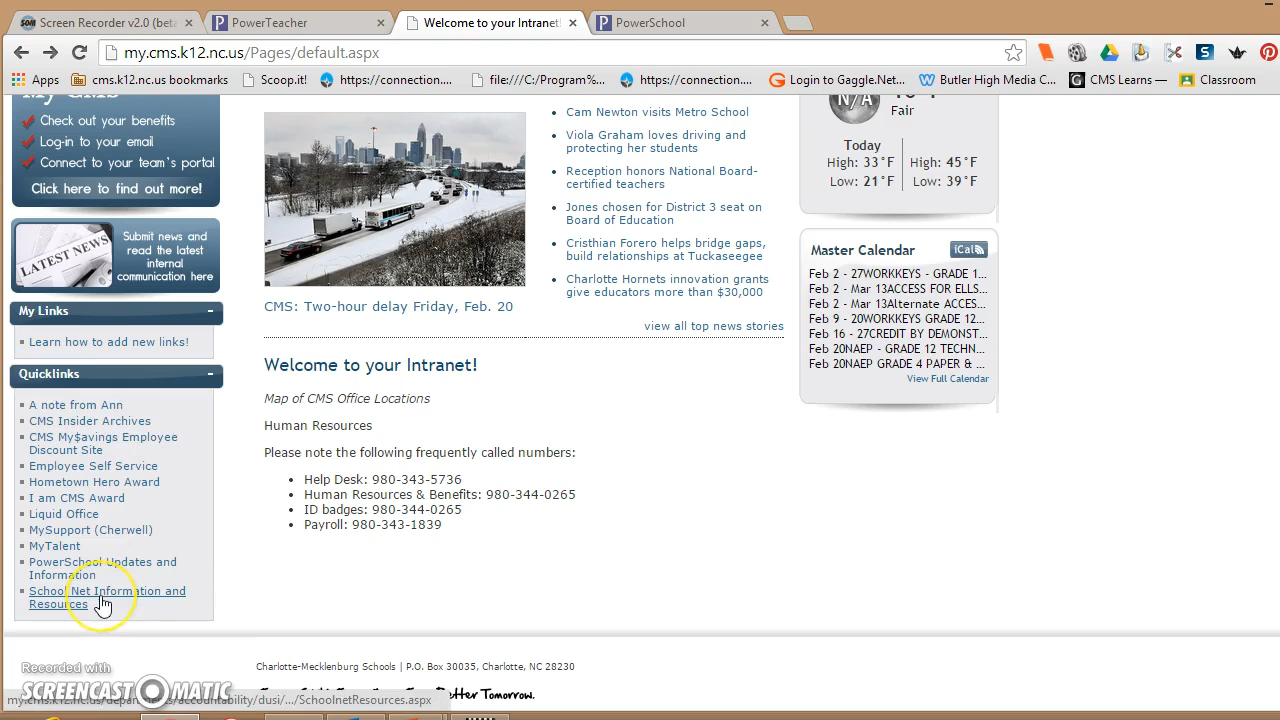 Screen Recorder v2.0 (beta
PowerTeacher
Welcome to your Intranet!
PowerSchool
my.cms.k12.nc.us/Pages/default.aspx
Apps
cms.k12.nc.us bookmarks
Scoop.it!
https://connection...
file:///C:/Program%...
https://connection....
Login to Gaggle.Net...
Butler High Media C...
CMS Learns —
Classroom
My CMS
Check out your benefits
Log-in to your email
Connect to your team's portal
Click here to find out more!
LATEST NEWS
Submit news and
read the latest
internal
communication here
My Links
Learn how to add new links!
Quicklinks
A note from Ann
CMS Insider Archives
CMS My$avings Employee
Discount Site
Employee Self Service
Hometown Hero Award
I am CMS Award
Liquid Office
MySupport (Cherwell)
MyTalent
PowerSchool Updates and
Information
School Net Information and
Resources
CMS: Two-hour delay Friday, Feb. 20
Cam Newton visits Metro School
Viola Graham loves driving and
protecting her students
Reception honors National Board-
certified teachers
Jones chosen for District 3 seat on
Board of Education
Cristhian Forero helps bridge gaps,
build relationships at Tuckaseegee
Charlotte Hornets innovation grants
give educators more than $30,000
view all top news stories
Welcome to your Intranet!
Map of CMS Office Locations
Human Resources
Please note the following frequently called numbers:
Help Desk: 980-343-5736
Human Resources & Benefits: 980-344-0265
ID badges: 980-344-0265
Payroll: 980-343-1839
N/A
Fair
Today
High: 33°F High: 45°F
Low: 21°F Low: 39°F
Master Calendar
iCal
Feb 2 - 27WORKKEYS - GRADE 1...
Feb 2 - Mar 13ACCESS FOR ELLS...
Feb 2 - Mar 13Alternate ACCES...
Feb 9 - 20WORKKEYS GRADE 12...
Feb 16 - 27CREDIT BY DEMONST...
Feb 20NAEP - GRADE 12 TECHN...
Feb 20NAEP GRADE 4 PAPER & ...
View Full Calendar
Charlotte-Mecklenburg Schools | P.O. Box 30035, Charlotte, NC 28230
Better Tomorrow.
Recorded with
SCREENCAST MATIC
my.cms.k12.nc.us/departments/accountability/dusi/.../SchoolnetResources.aspx